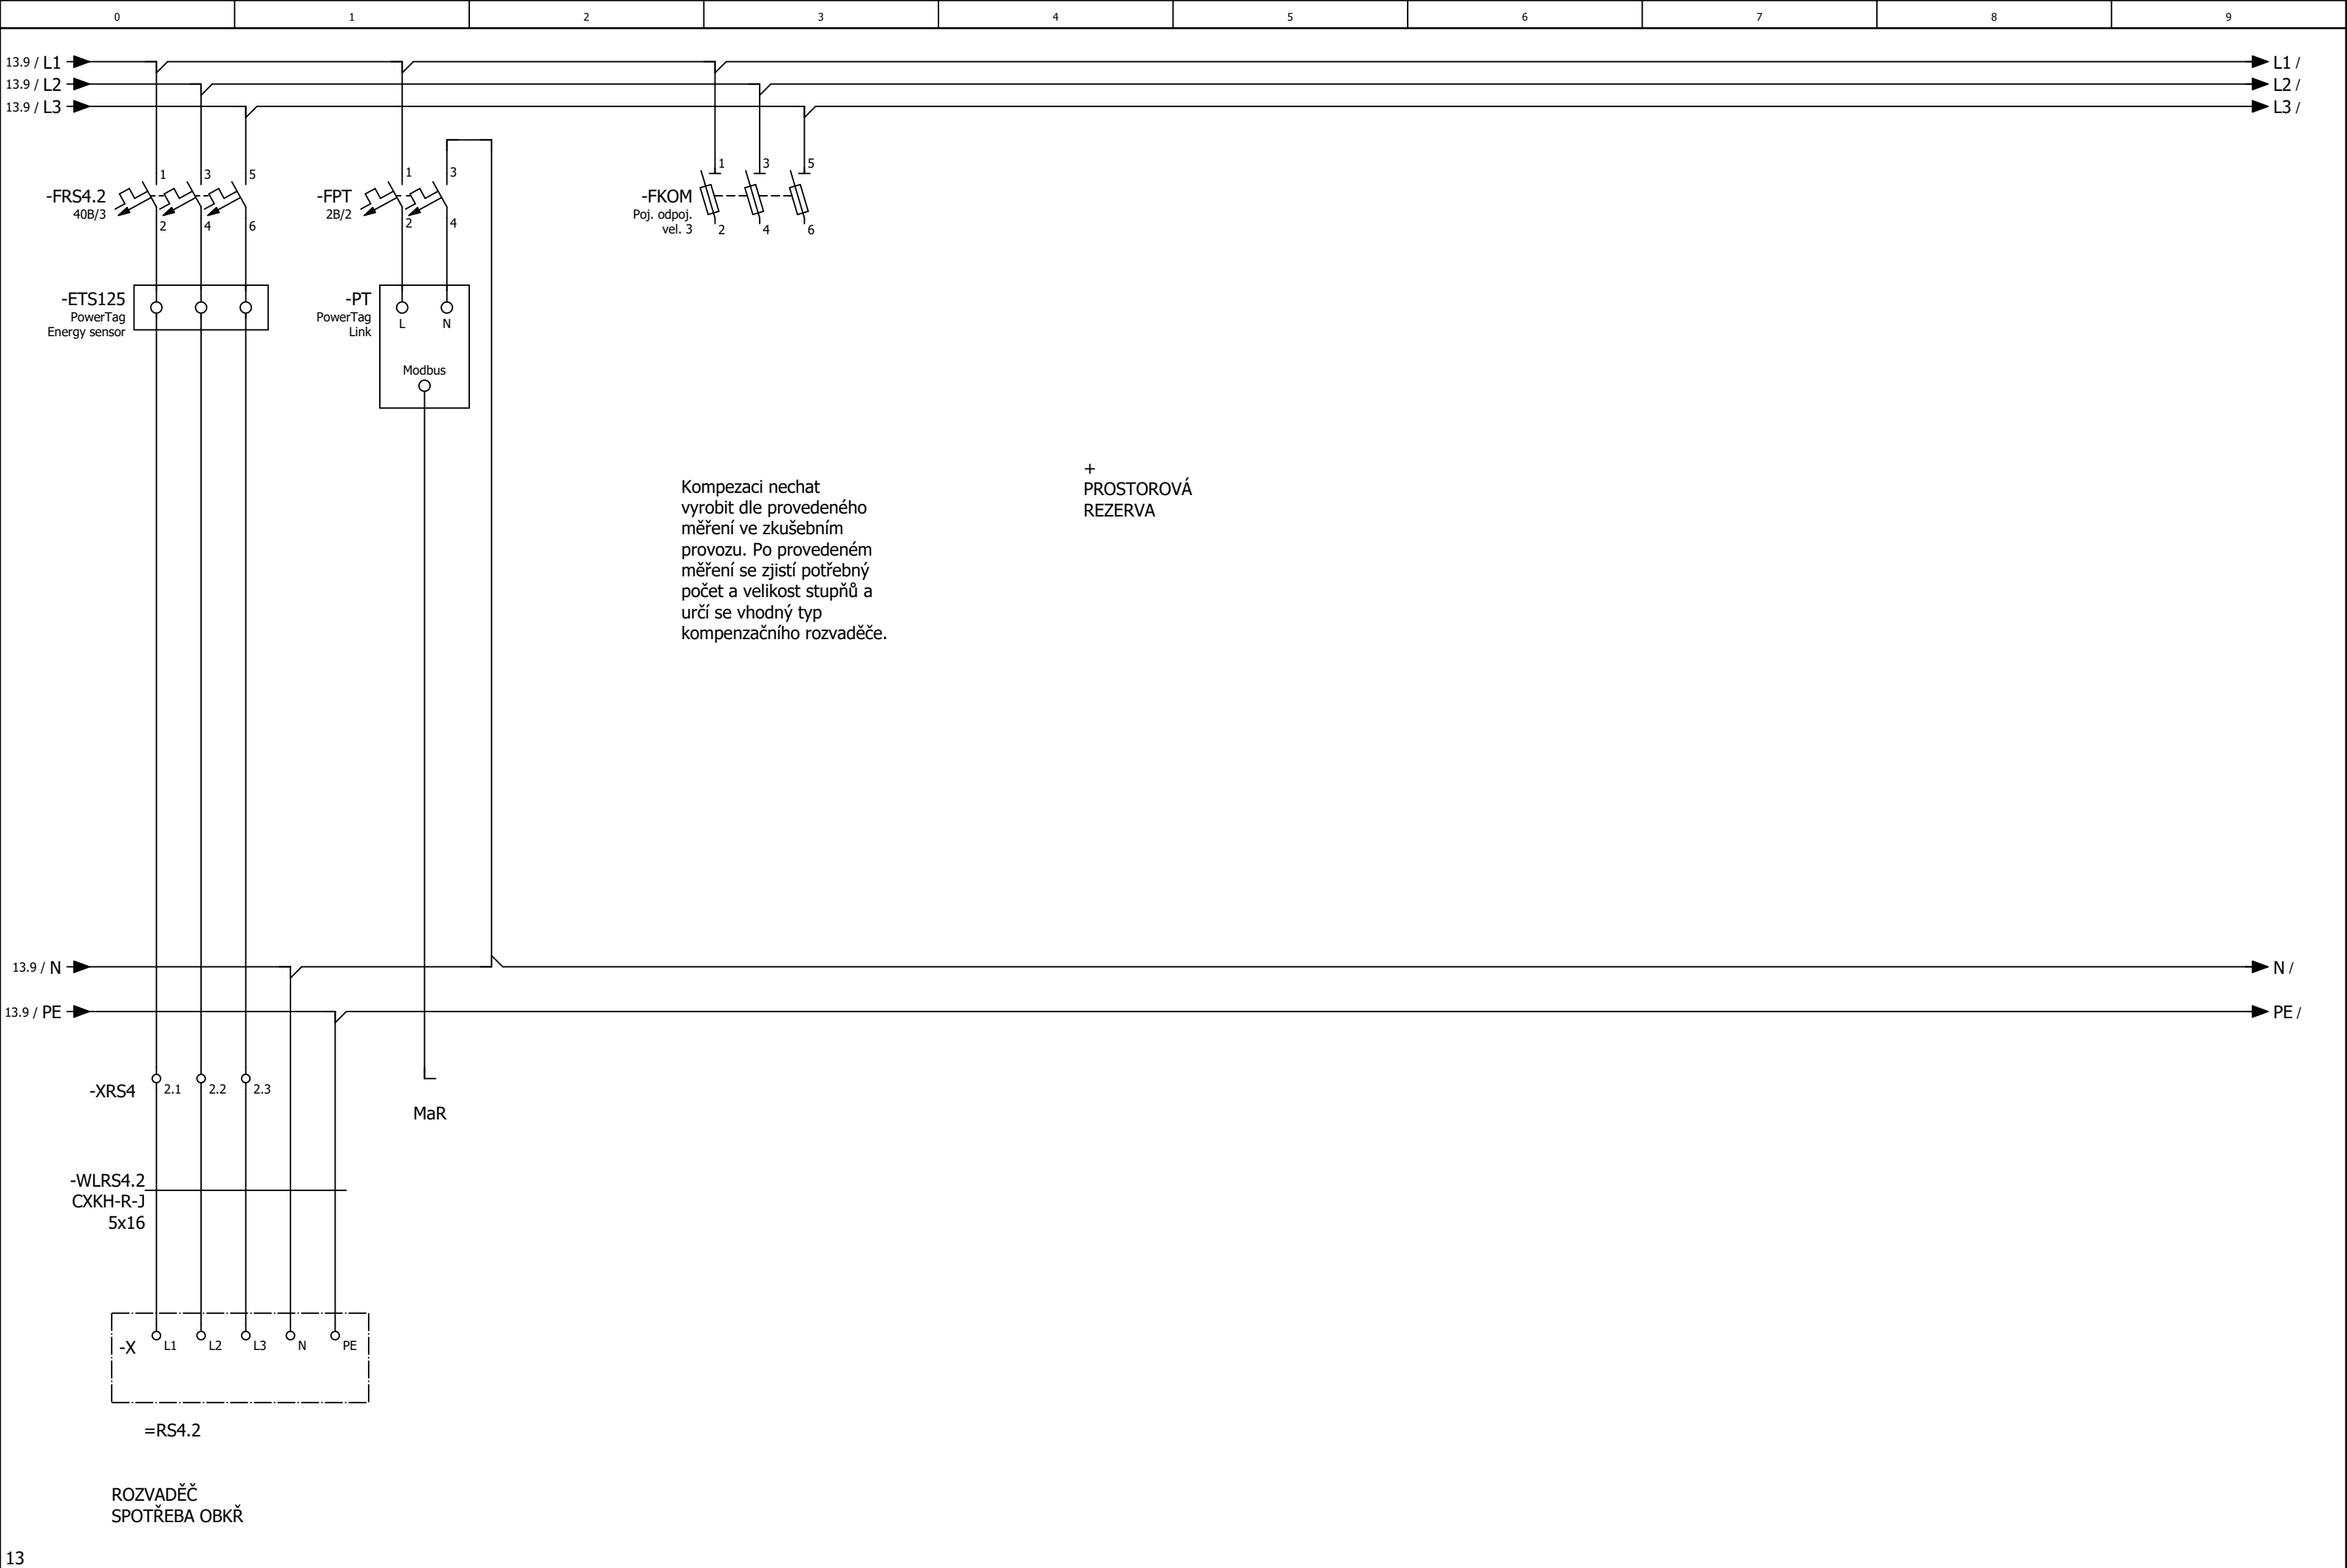 0 1 2 3 4 5 6 7 8 9
13.9 / L1
L1 /
13.9 / L2
L2 /
13.9 / L3
L3 /
-FRS4.2
40B/3
1 3 5
2 4 6
-FPT
2B/2
1 3
2 4
-FKOM
Poj. odpoj.
vel. 3
1 3 5
2 4 6
-ETS125
PowerTag
Energy sensor
-PT
PowerTag
Link
L N
Modbus
Kompezaci nechat
vyrobit dle provedeného
měření ve zkušebním
provozu. Po provedeném
měření se zjistí potřebný
počet a velikost stupňů a
určí se vhodný typ
kompenzačního rozvaděče.
+
PROSTOROVÁ
REZERVA
13.9 / N
N /
13.9 / PE
PE /
-XRS4
2.1 2.2 2.3
MaR
-WLRS4.2
CXKH-R-J
5x16
-X
L1 L2 L3 N PE
=RS4.2
ROZVADĚČ
SPOTŘEBA OBKŘ
13